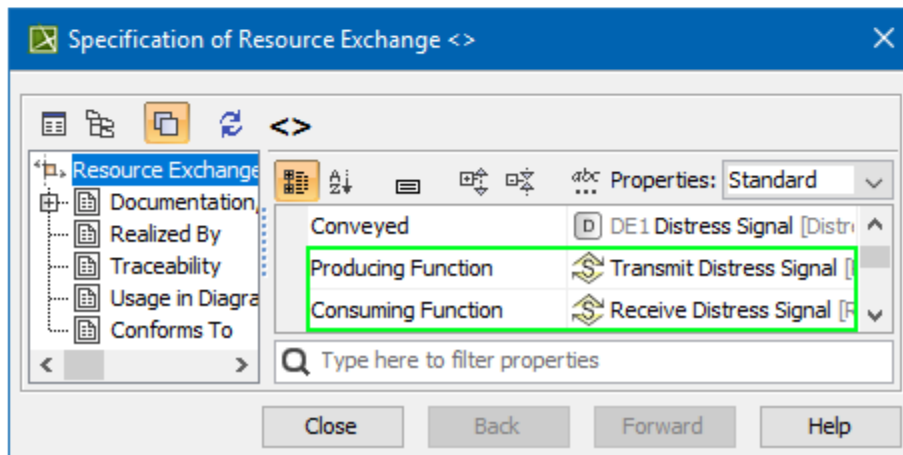 Specification of Resource Exchange <>
<>
Resource Exchange
Documentation,
Realized By
Traceability
Usage in Diagra
Conforms To
Properties: Standard
Conveyed D DE1 Distress Signal [Distr
Producing Function S Transmit Distress Signal [
Consuming Function S Receive Distress Signal [R
Type here to filter properties
Close Back Forward Help